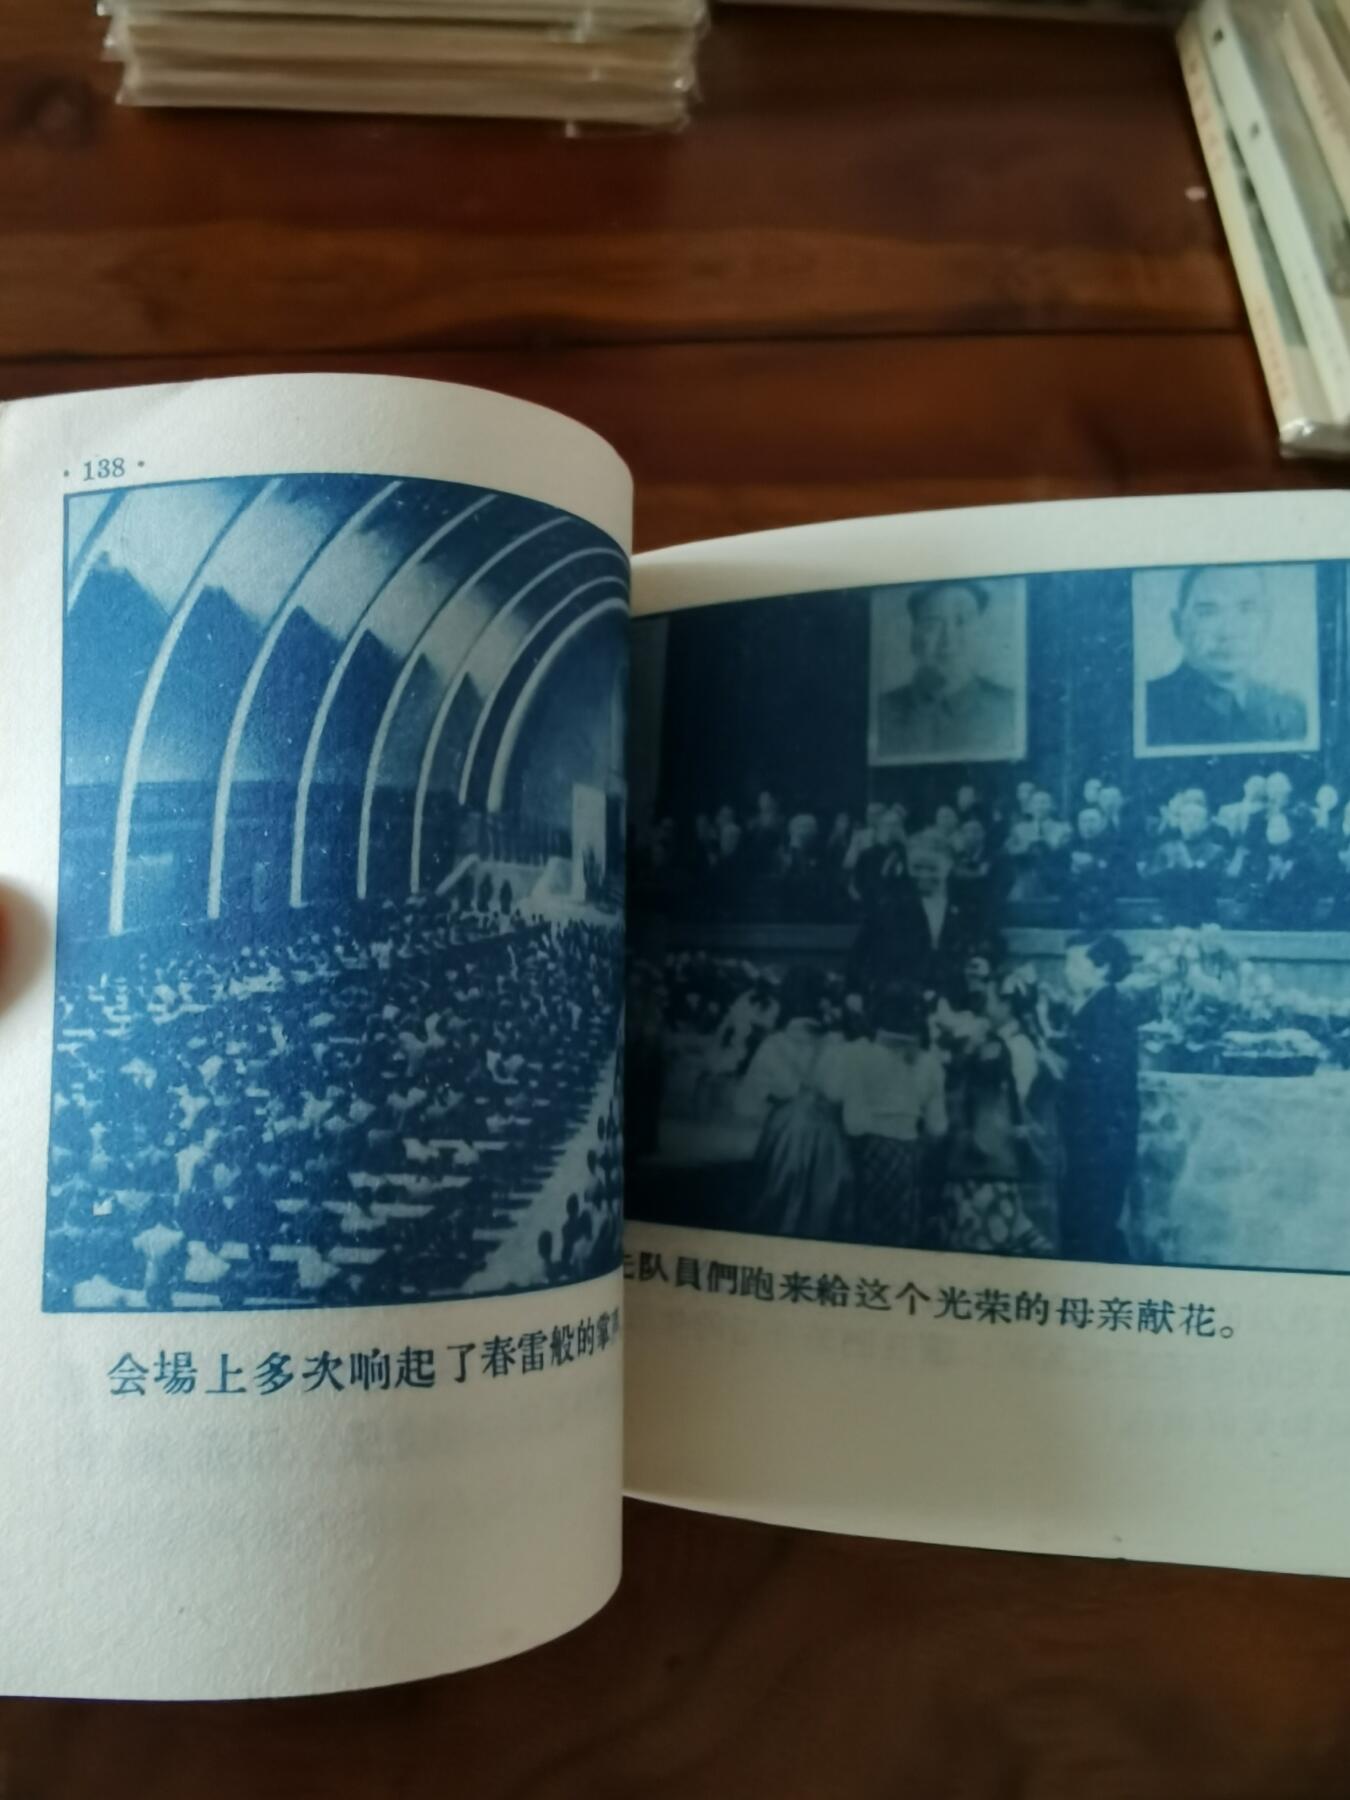 · 138 ·
会場上多次响起了春雷般的掌
队員們跑来給这个光荣的母亲献花。